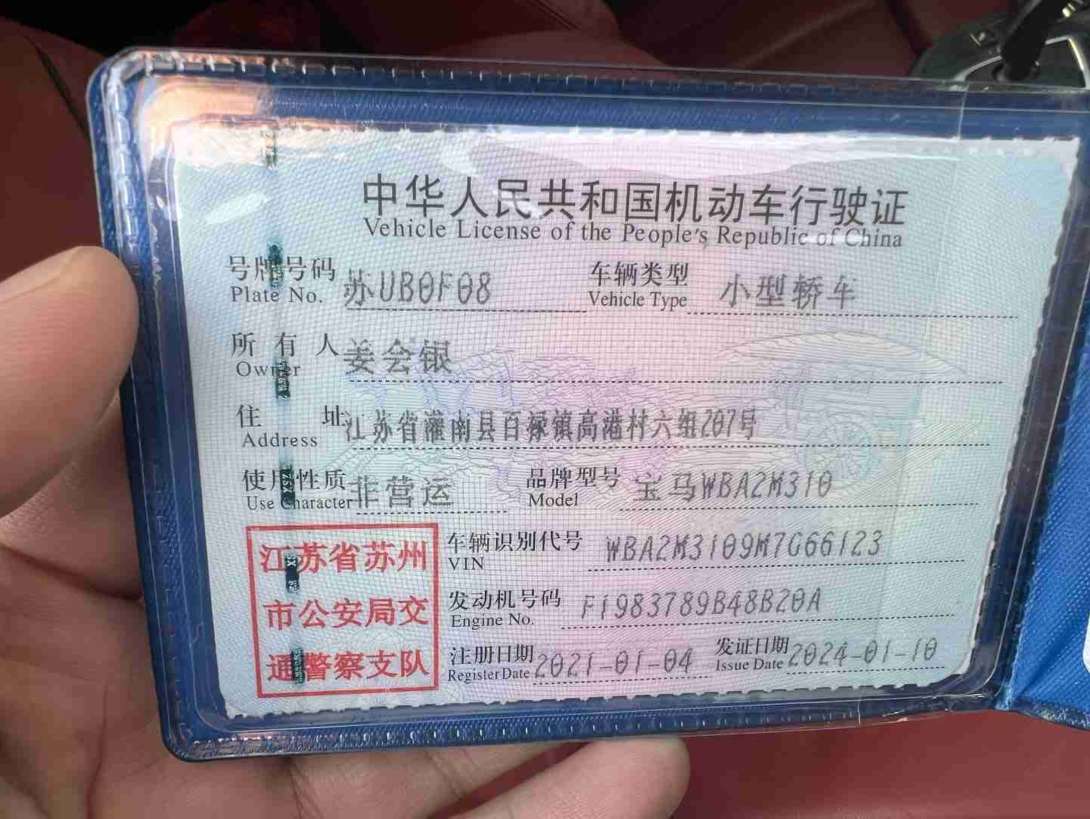 中华人民共和国机动车行驶证
Vehicle License of the People's Republic of China
号牌号码 苏UB0F08 车辆类型 小型轿车
Plate No. Vehicle Type
所有人 姜会银
Owner
住址 江苏省灌南县百禄镇高港村六组207号
Address
使用性质 非营运 品牌型号 宝马WBA2M310
Use Character Model
江苏省苏州
市公安局交
通警察支队
车辆识别代号 WBA2M3109M7G66123
VIN
发动机号码 F1983789B48B20A
Engine No.
注册日期 2021-01-04 发证日期 2024-01-10
Register Date Issue Date